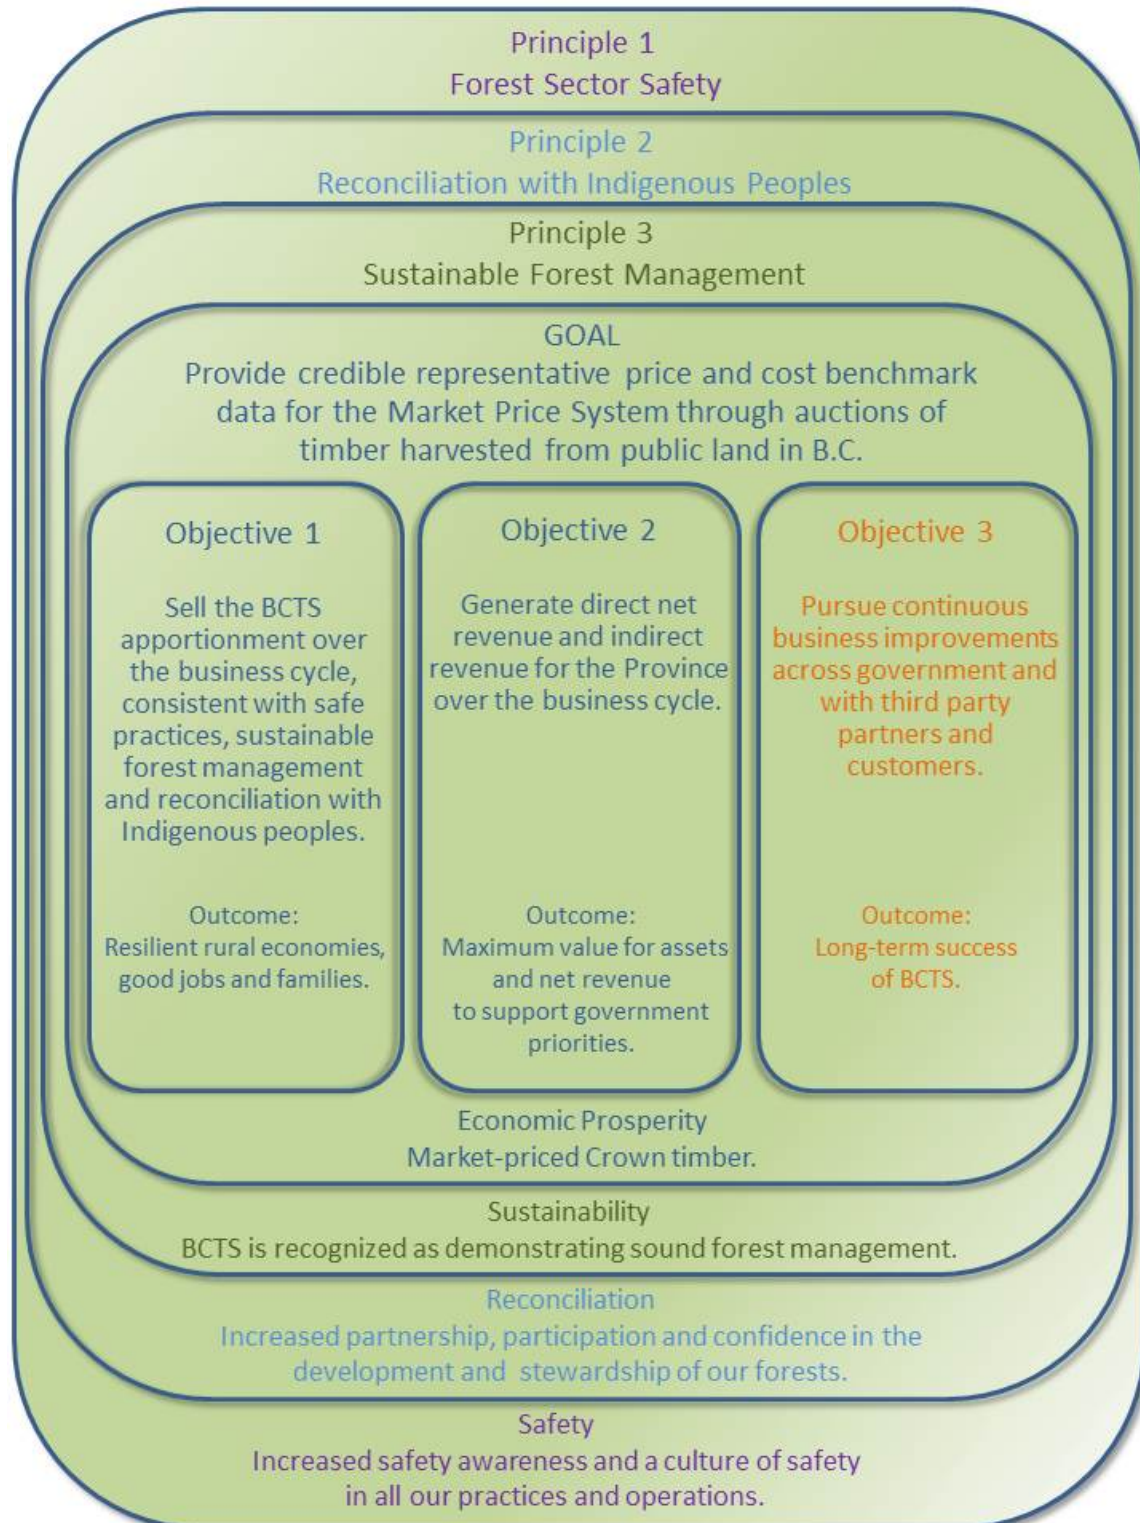 Principle 1
Forest Sector Safety
Principle 2
Reconciliation with Indigenous Peoples
Principle 3
Sustainable Forest Management
GOAL
Provide credible representative price and cost benchmark
data for the Market Price System through auctions of
timber harvested from public land in B.C.
Objective 1
Sell the BCTS
apportionment over
the business cycle,
consistent with safe
practices, sustainable
forest management
and reconciliation with
Indigenous peoples.
Outcome:
Resilient rural economies,
good jobs and families.
Objective 2
Generate direct net
revenue and indirect
revenue for the Province
over the business cycle.
Outcome:
Maximum value for assets
and net revenue
to support government
priorities.
Objective 3
Pursue continuous
business improvements
across government and
with third party
partners and
customers.
Outcome:
Long-term success
of BCTS.
Economic Prosperity
Market-priced Crown timber.
Sustainability
BCTS is recognized as demonstrating sound forest management.
Reconciliation
Increased partnership, participation and confidence in the
development and stewardship of our forests.
Safety
Increased safety awareness and a culture of safety
in all our practices and operations.